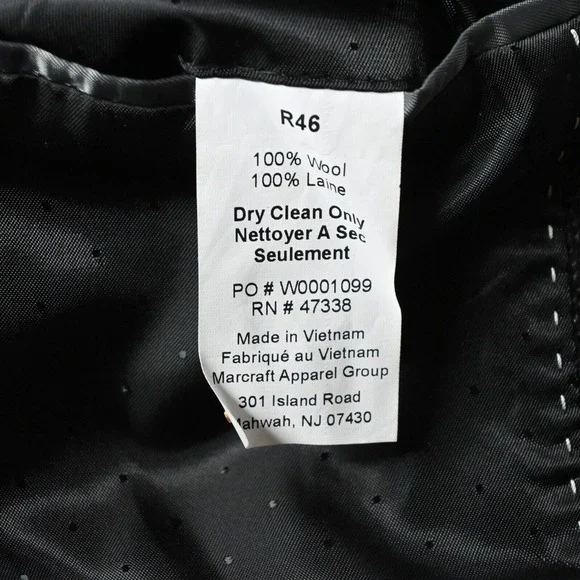 R46
100% Wool
100% Laine
Dry Clean Only
Nettoyer A Sec
Seulement
PO # W0001099
RN # 47338
Made in Vietnam
Fabriqué au Vietnam
Marcraft Apparel Group
301 Island Road
Mahwah, NJ 07430